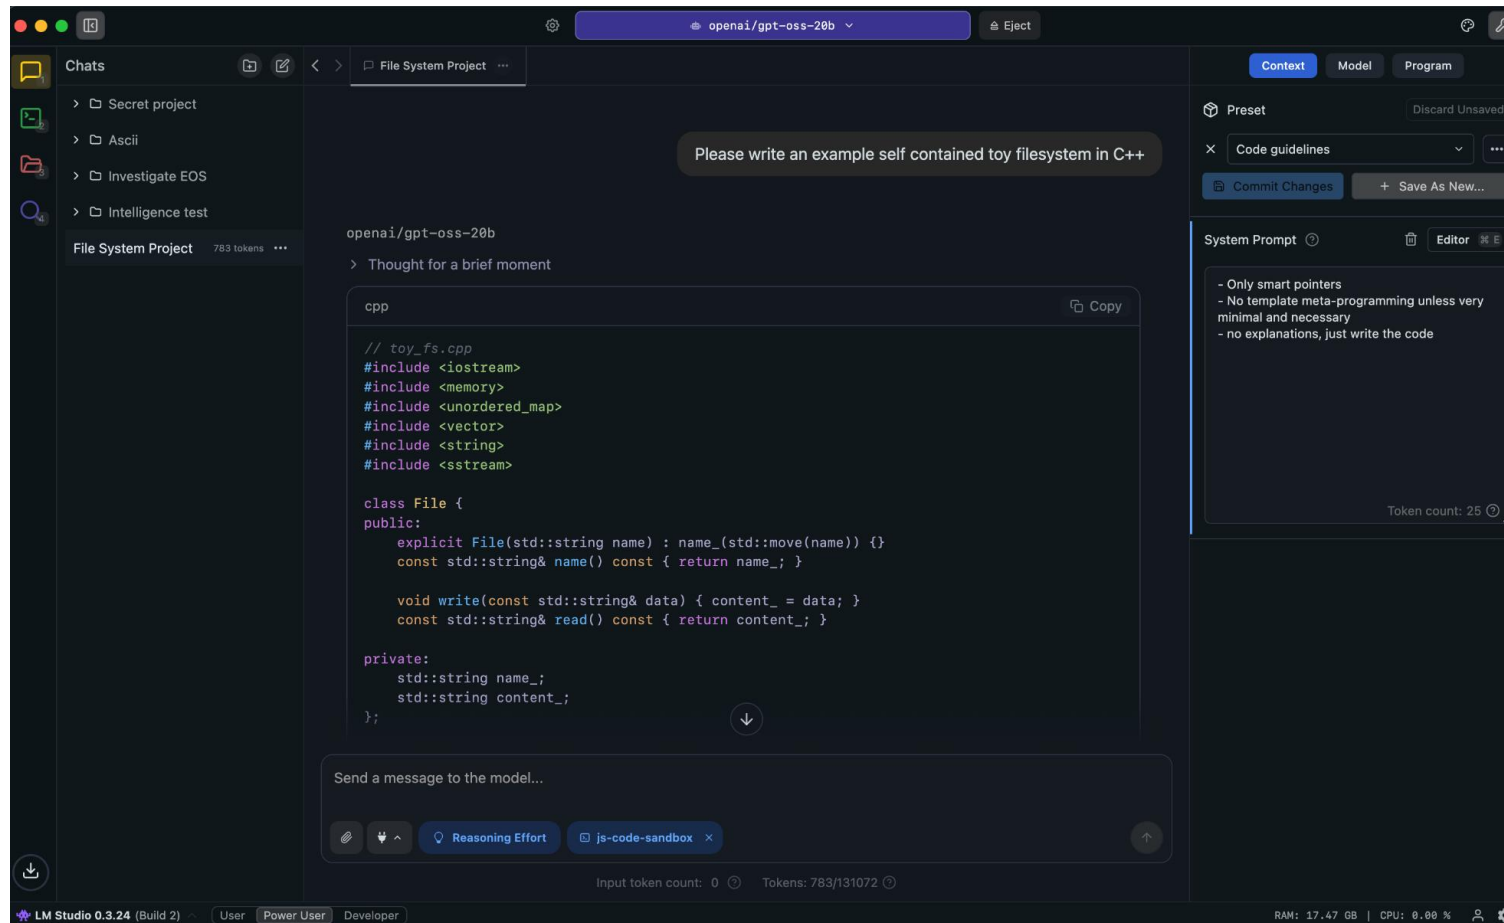 openai/gpt-oss-20b
Eject
Chats
File System Project ...
Context
Model
Program
1
2
3
4
Secret project
Ascii
Investigate EOS
Intelligence test
File System Project 783 tokens ...
Please write an example self contained toy filesystem in C++
openai/gpt-oss-20b
Thought for a brief moment
cpp
Copy
// toy_fs.cpp
#include <iostream>
#include <memory>
#include <unordered_map>
#include <vector>
#include <string>
#include <sstream>
class File {
public:
explicit File(std::string name) : name_(std::move(name)) {}
const std::string& name() const { return name_; }
void write(const std::string& data) { content_ = data; }
const std::string& read() const { return content_; }
private:
std::string name_;
std::string content_;
};
Send a message to the model...
Reasoning Effort
js-code-sandbox ×
Input token count: 0
Tokens: 783/131072
Preset
Discard Unsaved
Code guidelines
...
Commit Changes
+ Save As New...
System Prompt
Editor ⌘ E
- Only smart pointers
- No template meta-programming unless very
minimal and necessary
- no explanations, just write the code
Token count: 25
LM Studio 0.3.24 (Build 2)
User
Power User
Developer
RAM: 17.47 GB | CPU: 0.00 %